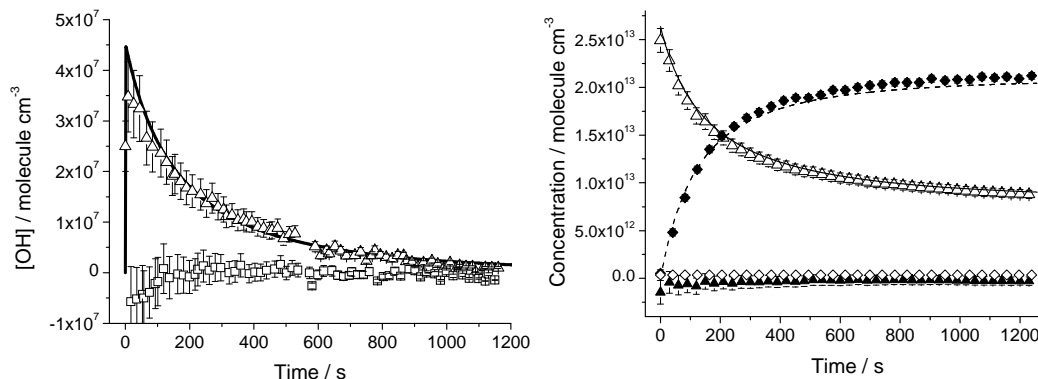 [OH] / molecule cm⁻³
5x10⁷
4x10⁷
3x10⁷
2x10⁷
1x10⁷
0
-1x10⁷
0 200 400 600 800 1000 1200
Time / s
Concentration / molecule cm⁻³
2.5x10¹³
2.0x10¹³
1.5x10¹³
1.0x10¹³
5.0x10¹²
0.0
0 200 400 600 800 1000 1200
Time / s